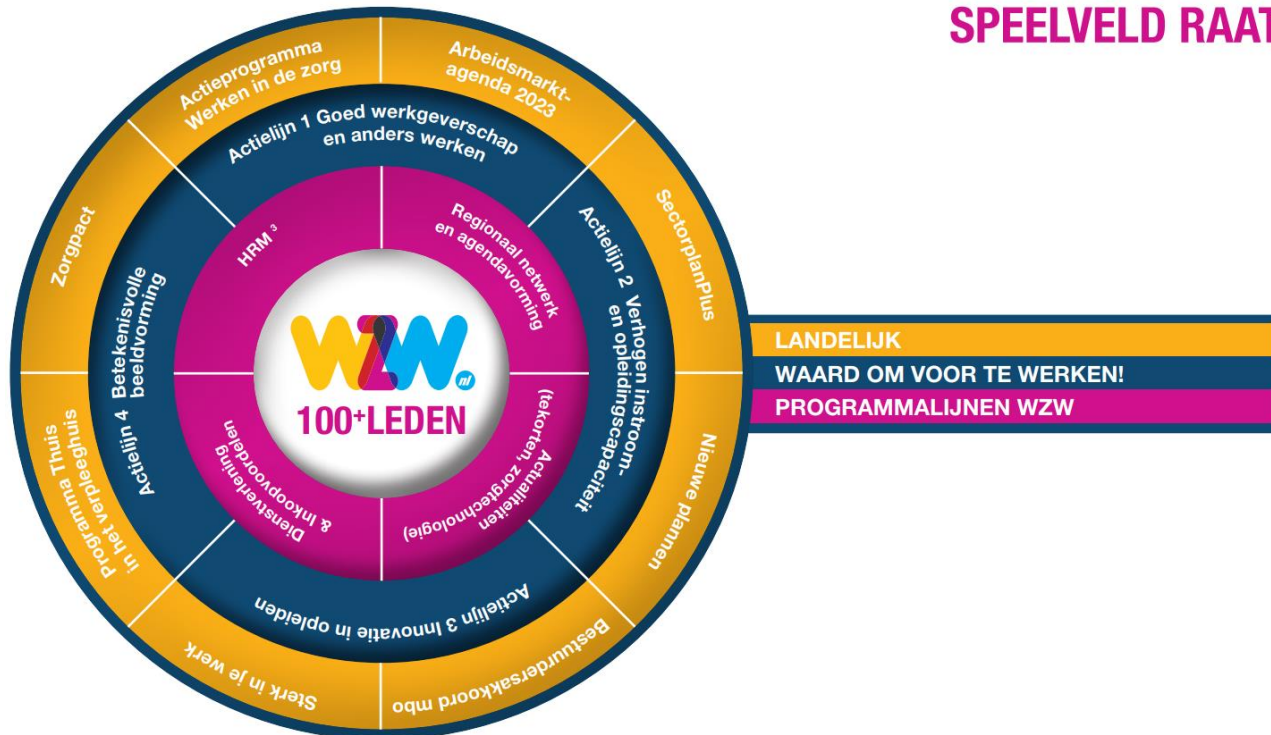 SPEELVELD RAAT
Actieprogramma
Werken in de zorg
Arbeidsmarkt-
agenda 2023
SectorplanPlus
Nieuwe plannen
Bestuurdersakkoord mbo
Sterk in je werk
Programma Thuis
in het verpleeghuis
Zorgpact
Actielijn 1 Goed werkgeverschap
en anders werken
Actielijn 2 Verhogen instroom-
en opleidingscapaciteit
Actielijn 3 Innovatie in opleiden
Actielijn 4 Betekenisvolle
beeldvorming
HRM ³
Regionaal netwerk
en agendavorming
Actualiteiten
(tekorten, zorgtechnologie)
Dienstverlening
& Inkoopvoordelen
WZW.nl
100+LEDEN
LANDELIJK
WAARD OM VOOR TE WERKEN!
PROGRAMMALIJNEN WZW